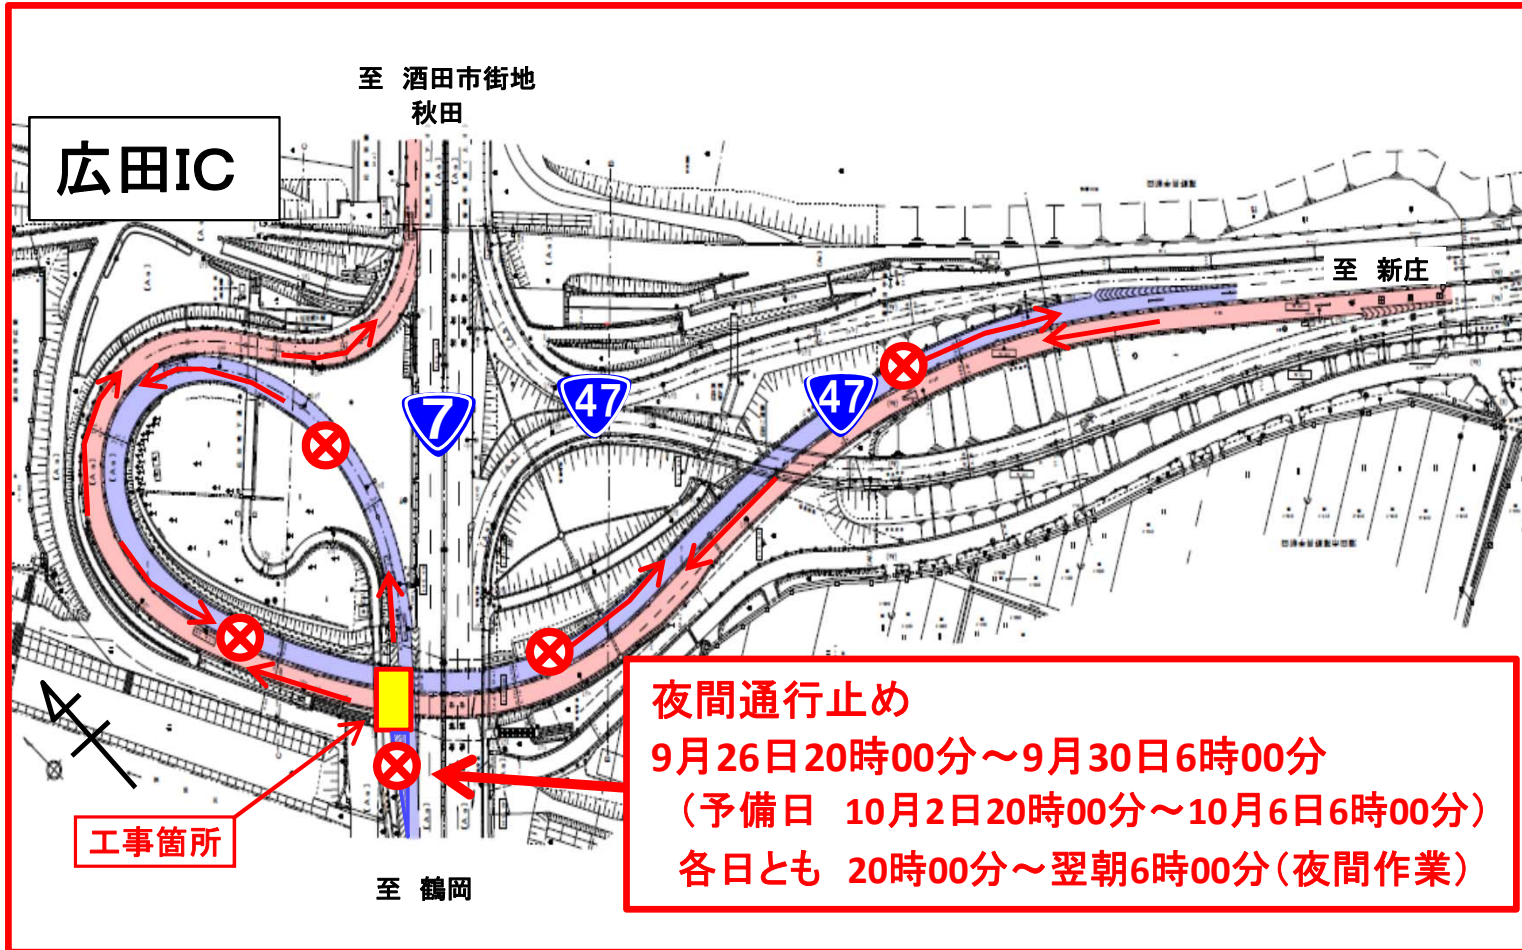 至 酒田市街地
秋田
広田IC
至 新庄
7
47
47
夜間通行止め
9月26日20時00分～9月30日6時00分
（予備日 10月2日20時00分～10月6日6時00分）
各日とも 20時00分～翌朝6時00分（夜間作業）
工事箇所
至 鶴岡